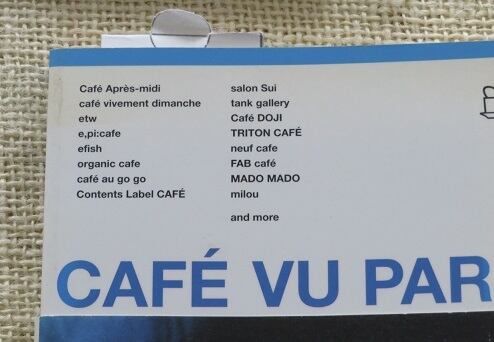 Café Après-midi
café vivement dimanche
etw
e,pi:cafe
efish
organic cafe
café au go go
Contents Label CAFÉ
salon Sui
tank gallery
Café DOJI
TRITON CAFÉ
neuf cafe
FAB café
MADO MADO
milou
and more
CAFÉ VU PAR